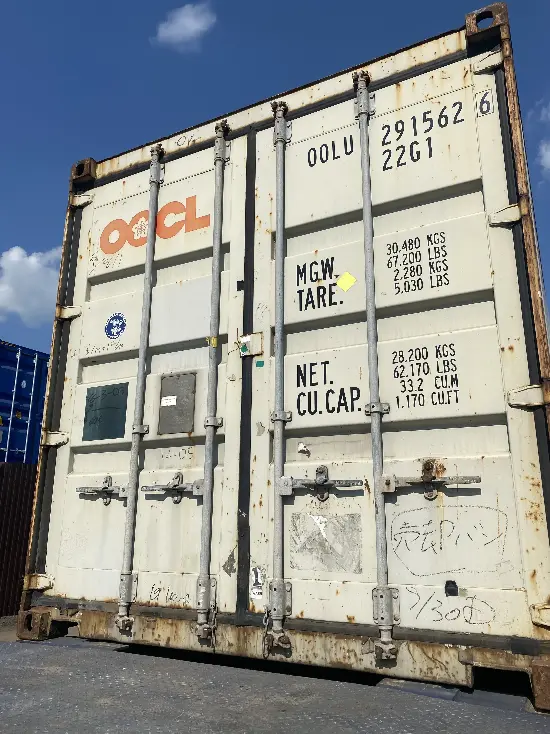 OOCL
OOLU 291562 6
22G1
M.G.W. 30.480 KGS
67.200 LBS
TARE. 2.280 KGS
5.030 LBS
NET. 28.200 KGS
62.170 LBS
CU.CAP. 33.2 CU.M
1.170 CU.FT
1